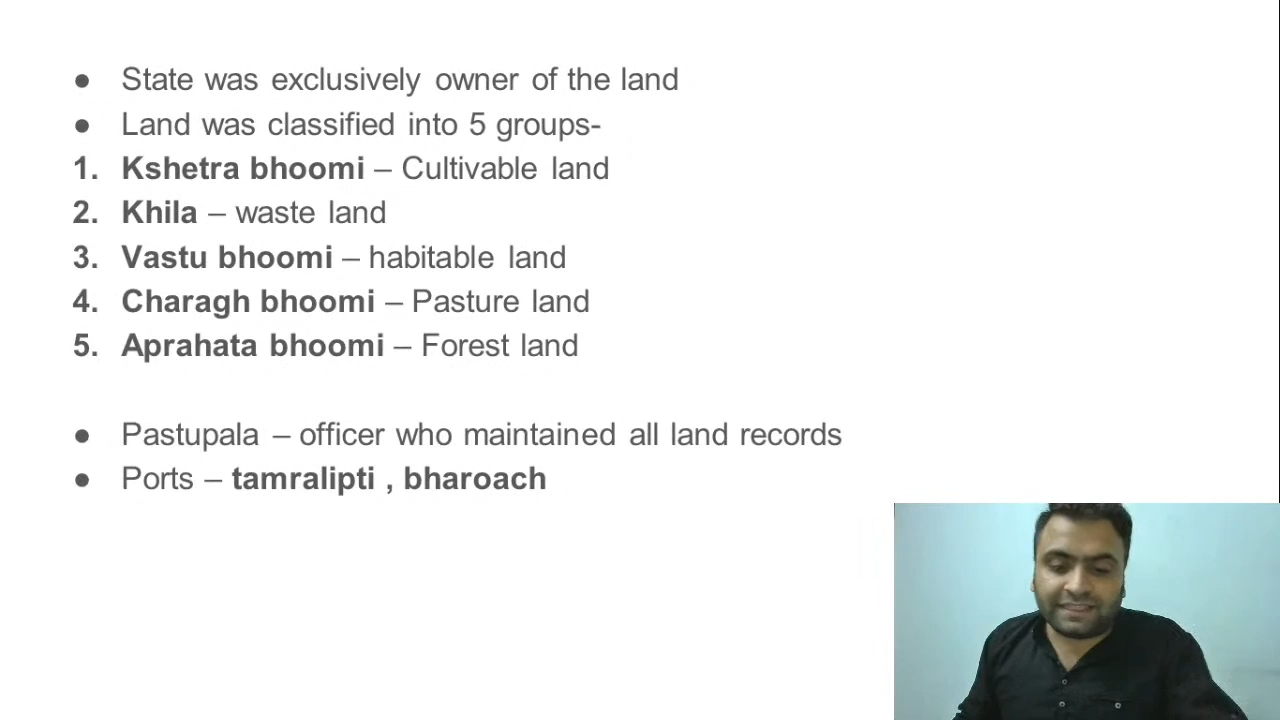 ● State was exclusively owner of the land
● Land was classified into 5 groups-
1. Kshetra bhoomi – Cultivable land
2. Khila – waste land
3. Vastu bhoomi – habitable land
4. Charagh bhoomi – Pasture land
5. Aprahata bhoomi – Forest land
● Pastupala – officer who maintained all land records
● Ports – tamralipti , bharoach